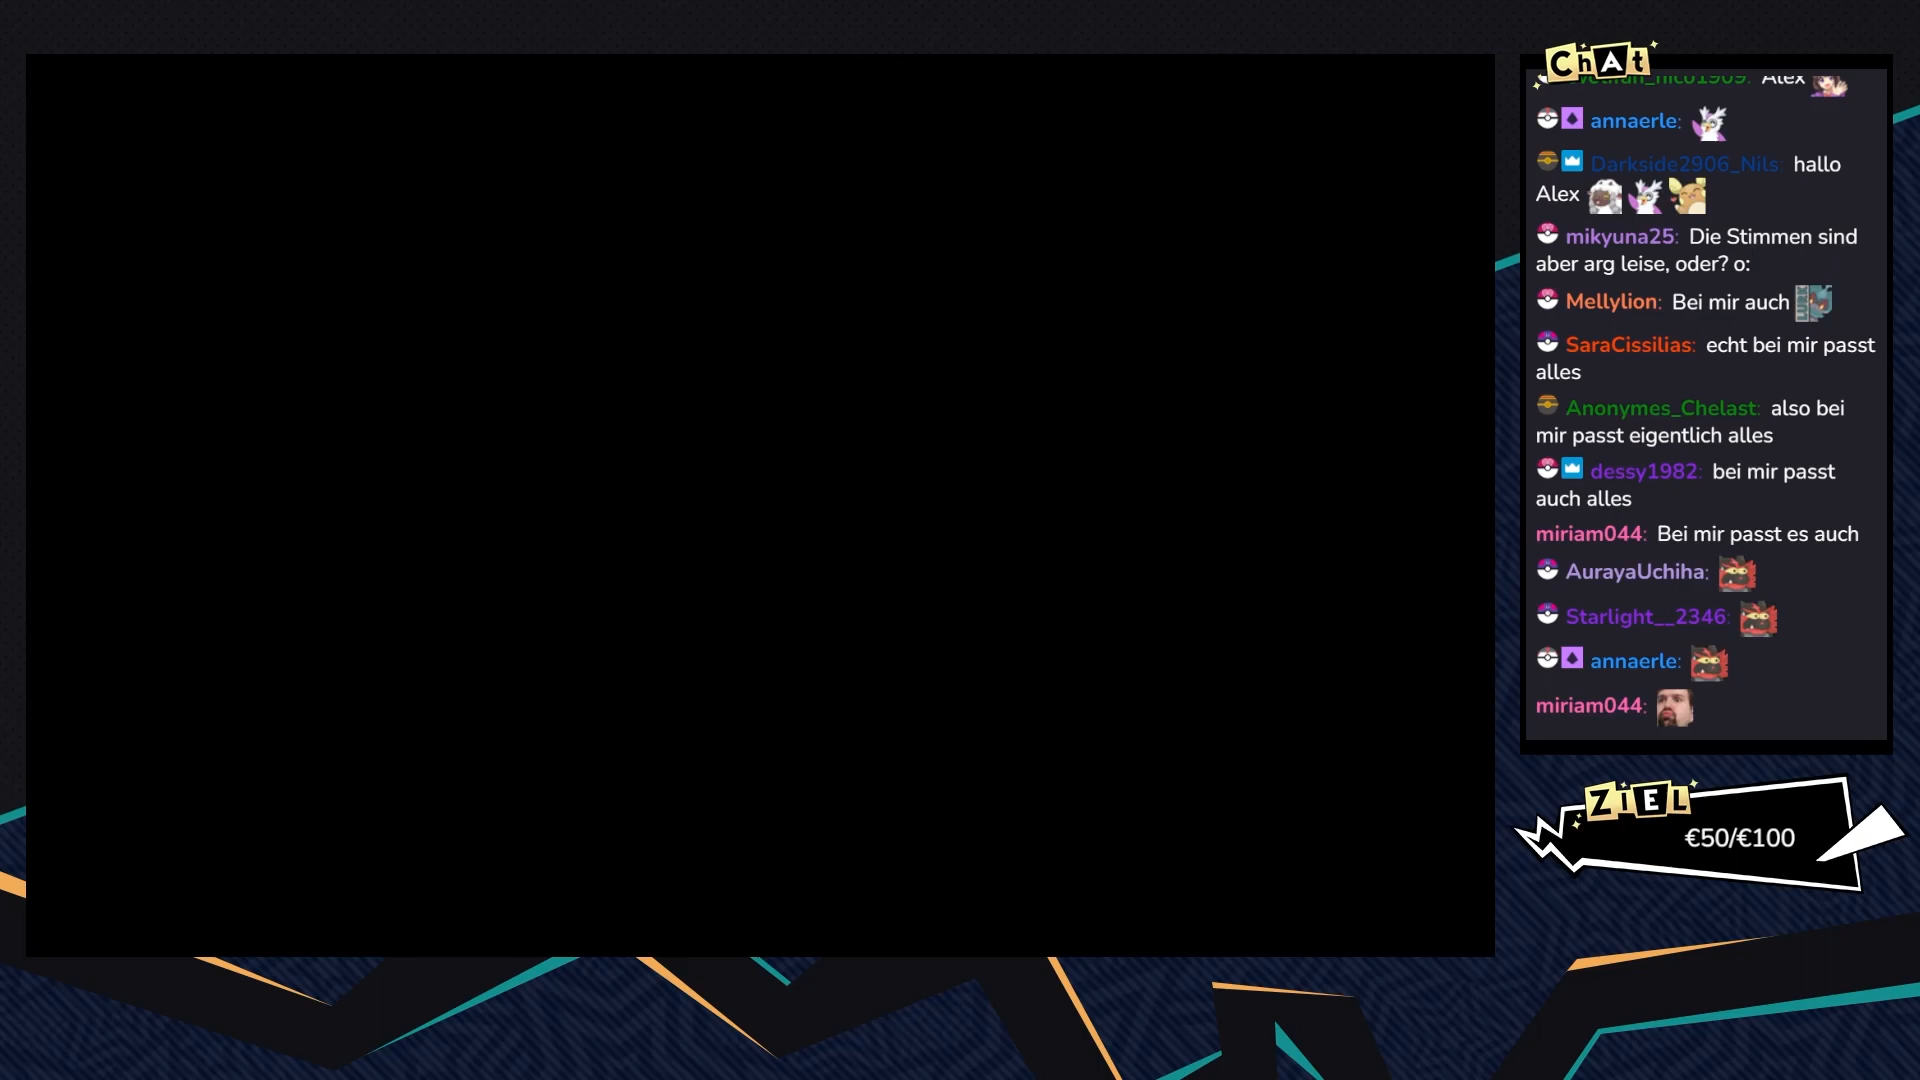 ChAt
Alex
annaerle:
Darkside2906_Nils: hallo
Alex
mikyuna25: Die Stimmen sind
aber arg leise, oder? o:
Mellylion: Bei mir auch
SaraCissilias: echt bei mir passt
alles
Anonymes_Chelast: also bei
mir passt eigentlich alles
dessy1982: bei mir passt
auch alles
miriam044: Bei mir passt es auch
AurayaUchiha:
Starlight__2346:
annaerle:
miriam044:
ZIEL
€50/€100